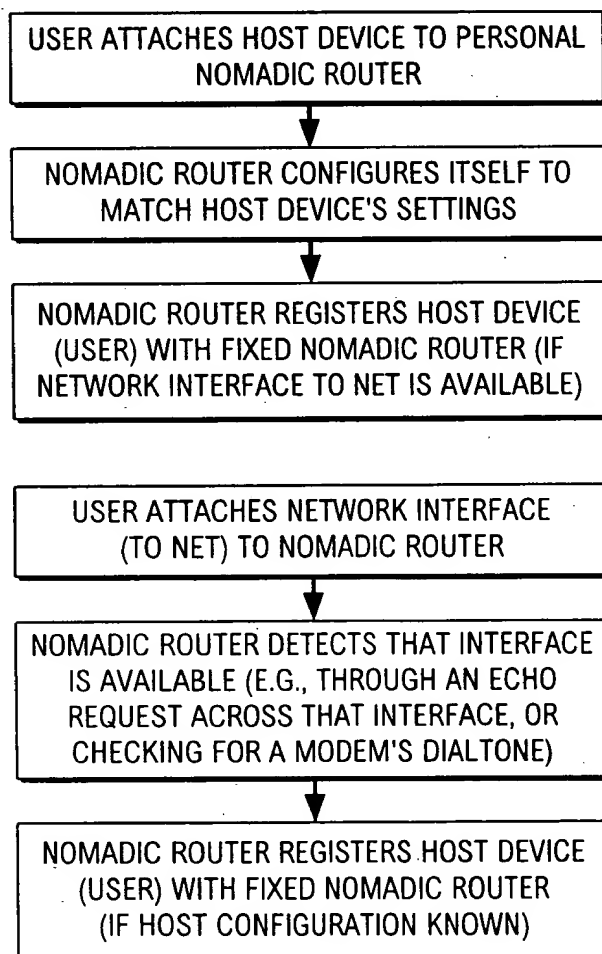 USER ATTACHES HOST DEVICE TO PERSONAL
NOMADIC ROUTER
NOMADIC ROUTER CONFIGURES ITSELF TO
MATCH HOST DEVICE'S SETTINGS
NOMADIC ROUTER REGISTERS HOST DEVICE
(USER) WITH FIXED NOMADIC ROUTER (IF
NETWORK INTERFACE TO NET IS AVAILABLE)
USER ATTACHES NETWORK INTERFACE
(TO NET) TO NOMADIC ROUTER
NOMADIC ROUTER DETECTS THAT INTERFACE
IS AVAILABLE (E.G., THROUGH AN ECHO
REQUEST ACROSS THAT INTERFACE, OR
CHECKING FOR A MODEM'S DIALTONE)
NOMADIC ROUTER REGISTERS HOST DEVICE
(USER) WITH FIXED NOMADIC ROUTER
(IF HOST CONFIGURATION KNOWN)